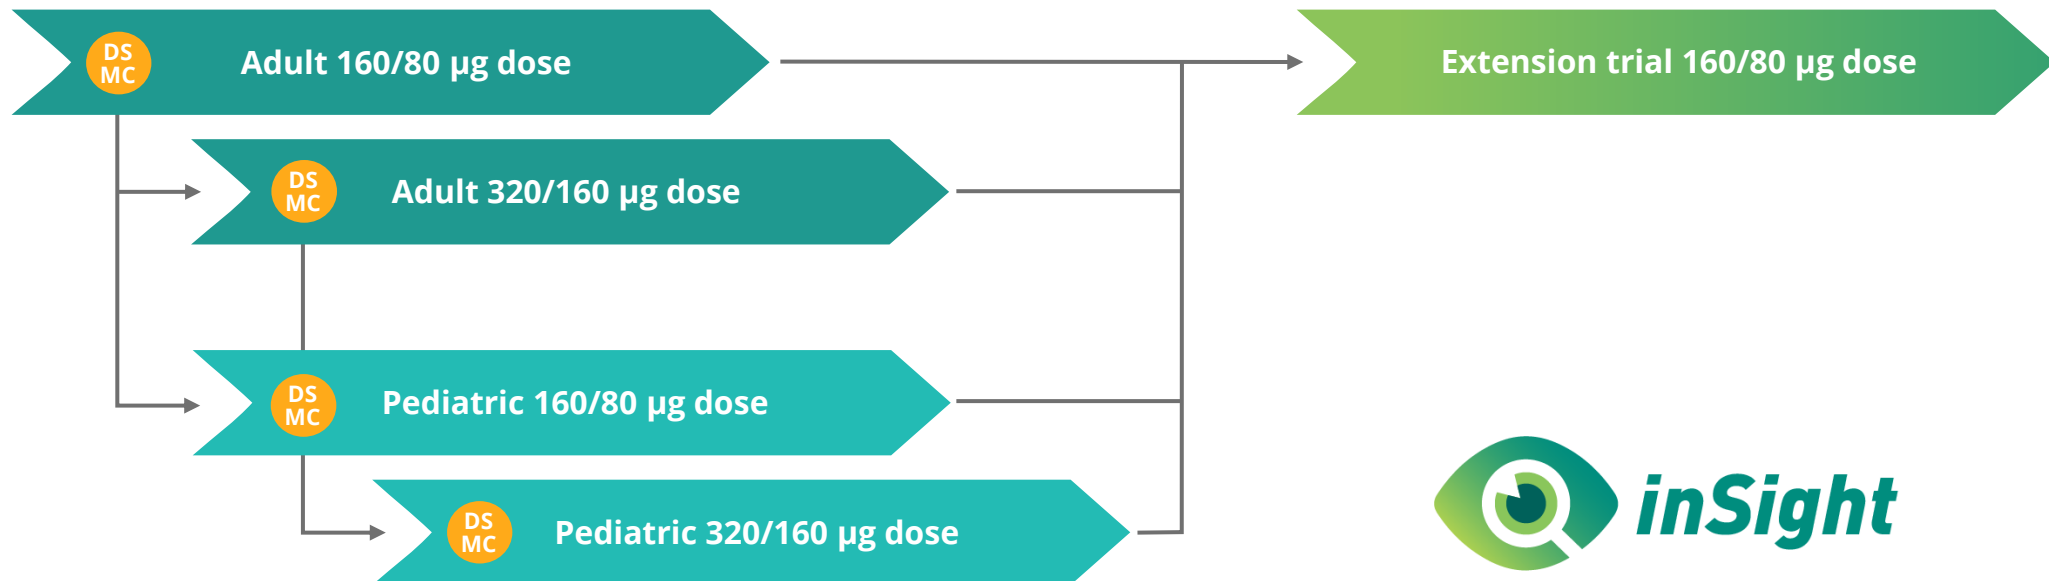 DS
MC
Adult 160/80 µg dose
Extension trial 160/80 µg dose
DS
MC
Adult 320/160 µg dose
DS
MC
Pediatric 160/80 µg dose
DS
MC
Pediatric 320/160 µg dose
inSight